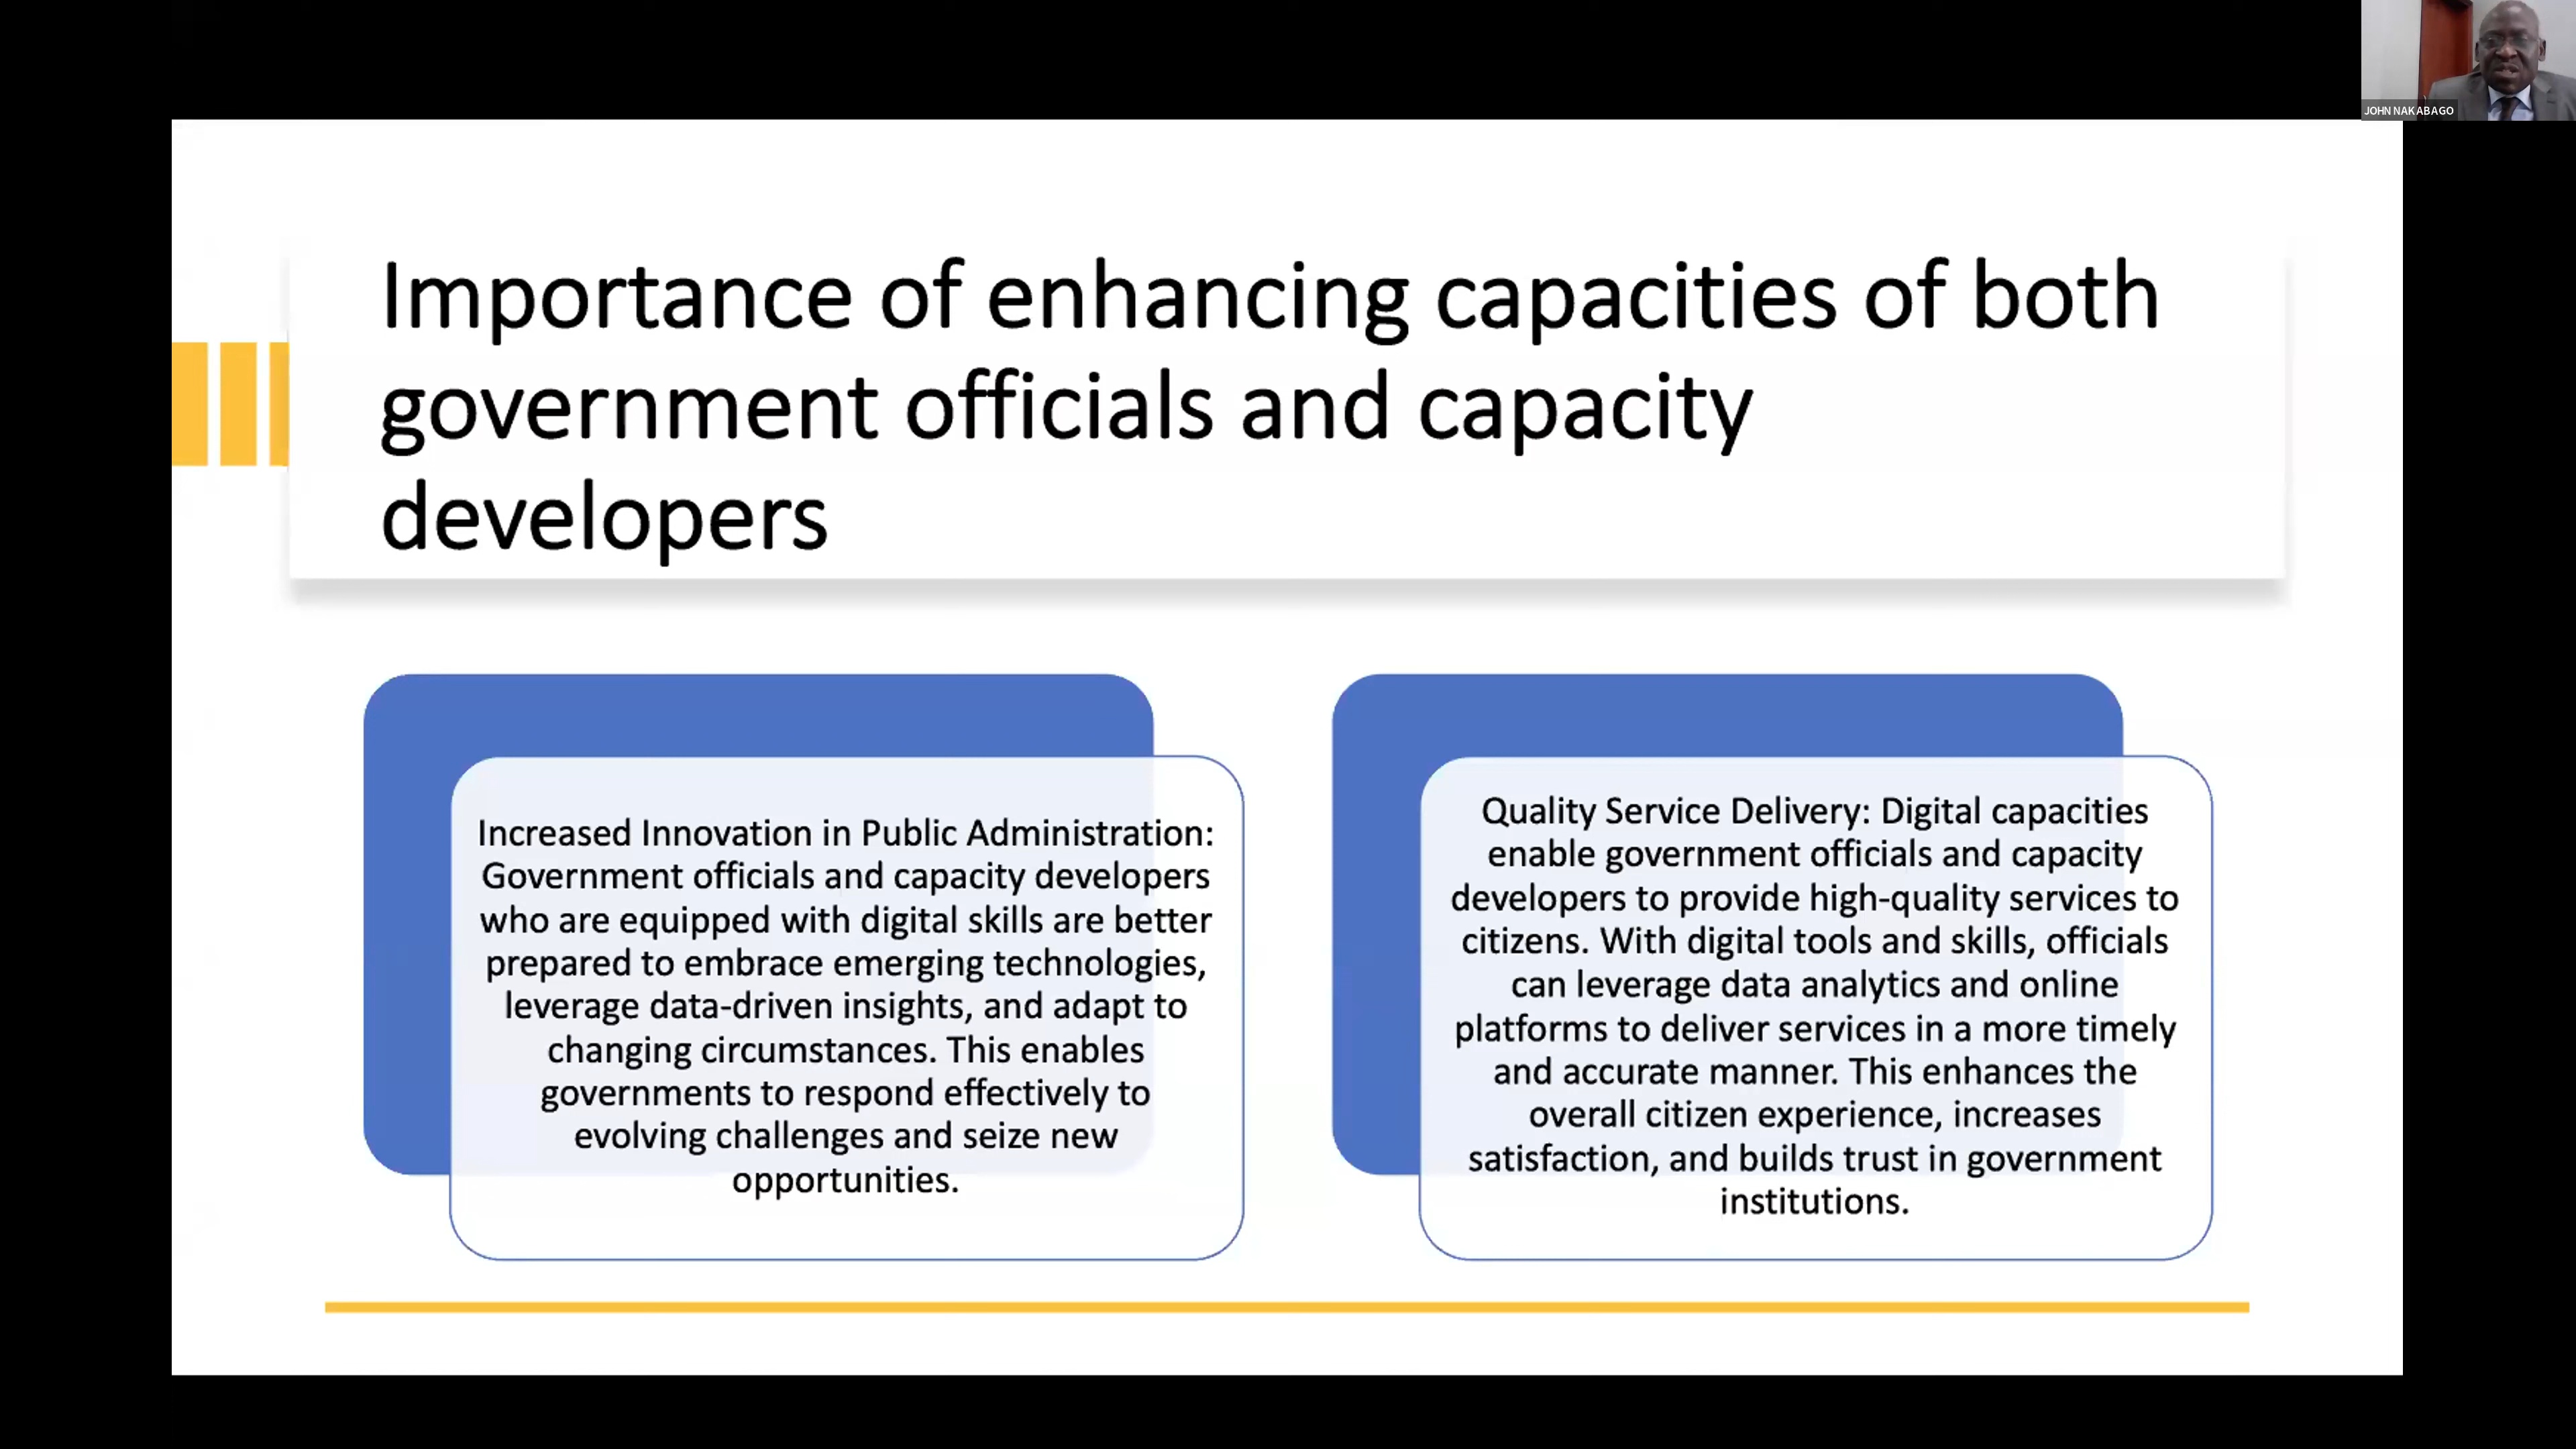 JOHN NAKABAGO
Importance of enhancing capacities of both
government officials and capacity
developers
Increased Innovation in Public Administration:
Government officials and capacity developers
who are equipped with digital skills are better
prepared to embrace emerging technologies,
leverage data-driven insights, and adapt to
changing circumstances. This enables
governments to respond effectively to
evolving challenges and seize new
opportunities.
Quality Service Delivery: Digital capacities
enable government officials and capacity
developers to provide high-quality services to
citizens. With digital tools and skills, officials
can leverage data analytics and online
platforms to deliver services in a more timely
and accurate manner. This enhances the
overall citizen experience, increases
satisfaction, and builds trust in government
institutions.